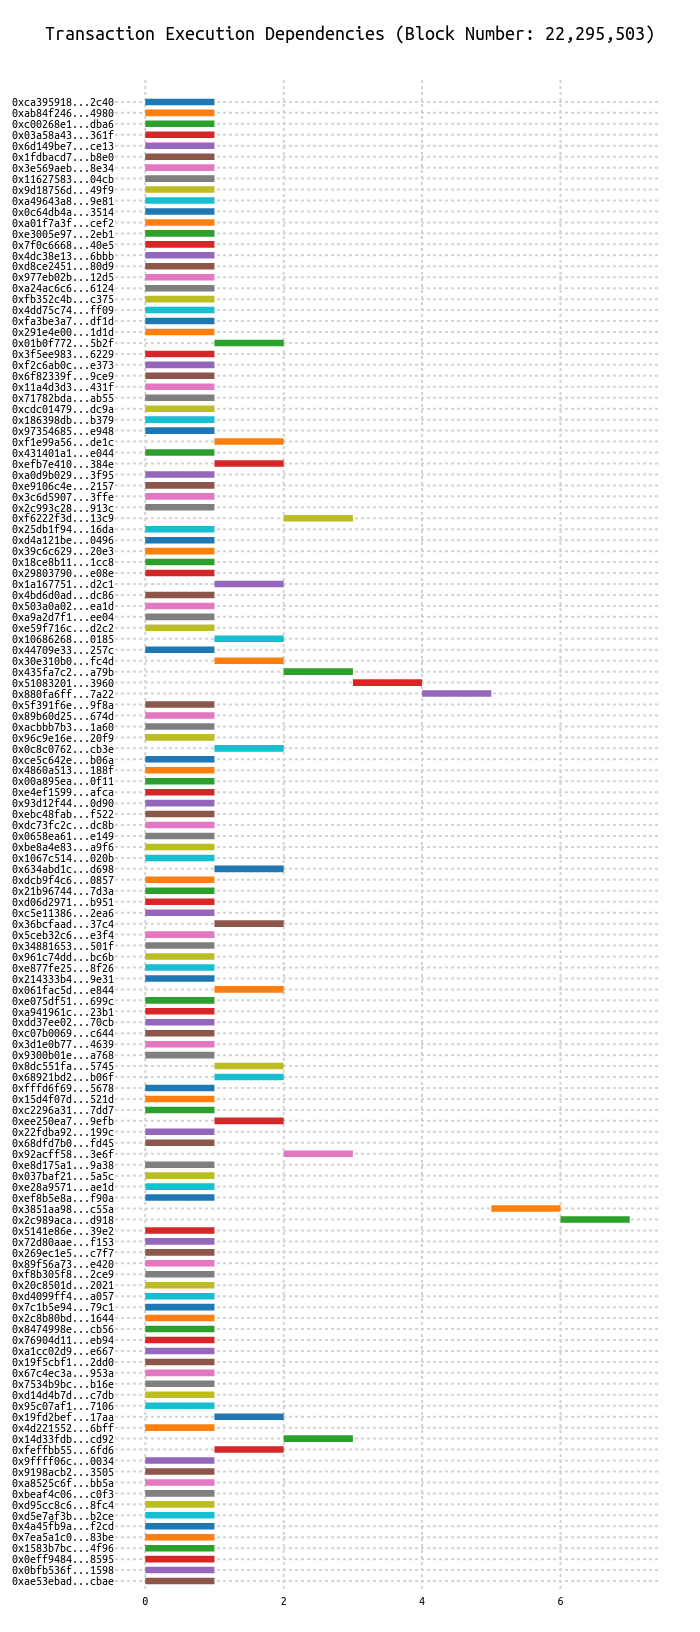 Transaction Execution Dependencies (Block Number: 22,295,503)
0xca395918...2c40
0xab84f246...4980
0xc00268e1...dba6
0x03a58a43...361f
0x6d149be7...ce13
0x1fdbacd7...b8e0
0x3e569aeb...8e34
0x11627583...04cb
0x9d18756d...49f9
0xa49643a8...9e81
0x0c64db4a...3514
0xa01f7a3f...cef2
0xe3005e97...2eb1
0x7f0c6668...40e5
0x4dc38e13...6bbb
0xd8ce2451...80d9
0x977eb02b...12d5
0xa24ac6c6...6124
0xfb352c4b...c375
0x4dd75c74...ff09
0xfa3be3a7...df1d
0x291e4e00...1d1d
0x01b0f772...5b2f
0x3f5ee983...6229
0xf2c6ab0c...e373
0x6f82339f...9ce9
0x11a4d3d3...431f
0x71782bda...ab55
0xcdc01479...dc9a
0x186398db...b379
0x97354685...e948
0xf1e99a56...de1c
0x431401a1...e044
0xefb7e410...384e
0xa0d9b029...3f95
0xe9106c4e...2157
0x3c6d5907...3ffe
0x2c993c28...913c
0xf6222f3d...13c9
0x25db1f94...16da
0xd4a121be...0496
0x39c6c629...20e3
0x18ce8b11...1cc8
0x29803790...e08e
0x1a167751...d2c1
0x4bd6d0ad...dc86
0x503a0a02...ea1d
0xa9a2d7f1...ee04
0xe59f716c...d2c2
0x10686268...0185
0x44709e33...257c
0x30e310b0...fc4d
0x435fa7c2...a79b
0x51083201...3960
0x880fa6ff...7a22
0x5f391f6e...9f8a
0x89b60d25...674d
0xacbbb7b3...1a60
0x96c9e16e...20f9
0x0c8c0762...cb3e
0xce5c642e...b06a
0x4860a513...188f
0x00a895ea...0f11
0xe4ef1599...afca
0x93d12f44...0d90
0xebc48fab...f522
0xdc73fc2c...dc8b
0x0658ea61...e149
0xbe8a4e83...a9f6
0x1067c514...020b
0x634abd1c...d698
0xdcb9f4c6...0857
0x21b96744...7d3a
0xd06d2971...b951
0xc5e11386...2ea6
0x36bcfaad...37c4
0x5ceb32c6...e3f4
0x34881653...501f
0x961c74dd...bc6b
0xe877fe25...8f26
0x214333b4...9e31
0x061fac5d...e844
0xe075df51...699c
0xa941961c...23b1
0xdd37ee02...70cb
0xc07b0069...c644
0x3d1e0b77...4639
0x9300b01e...a768
0x8dc551fa...5745
0x68921bd2...b06f
0xfffd6f69...5678
0x15d4f07d...521d
0xc2296a31...7dd7
0xee250ea7...9efb
0x22fdba92...199c
0x68dfd7b0...fd45
0x92acff58...3e6f
0xe8d175a1...9a38
0x037baf21...5a5c
0xe28a9571...ae1d
0xef8b5e8a...f90a
0x3851aa98...c55a
0x2c989aca...d918
0x5141e86e...39e2
0x72d80aae...f153
0x269ec1e5...c7f7
0x89f56a73...e420
0xf8b305f8...2ce9
0x20c8501d...2021
0xd4099ff4...a057
0x7c1b5e94...79c1
0x2c8b80bd...1644
0x8474998e...cb56
0x76904d11...eb94
0xa1cc02d9...e667
0x19f5cbf1...2dd0
0x67c4ec3a...953a
0x7534b9bc...b16e
0xd14d4b7d...c7db
0x95c07af1...7106
0x19fd2bef...17aa
0x4d221552...6bff
0x14d33fdb...cd92
0xfeffbb55...6fd6
0x9ffff06c...0034
0x9198acb2...3505
0xa8525c6f...bb5a
0xbeaf4c06...c0f3
0xd95cc8c6...8fc4
0xd5e7af3b...b2ce
0x4a45fb9a...f2cd
0x7ea5a1c0...83be
0x1583b7bc...4f96
0x0eff9484...8595
0x0bfb536f...1598
0xae53ebad...cbae
0 2 4 6